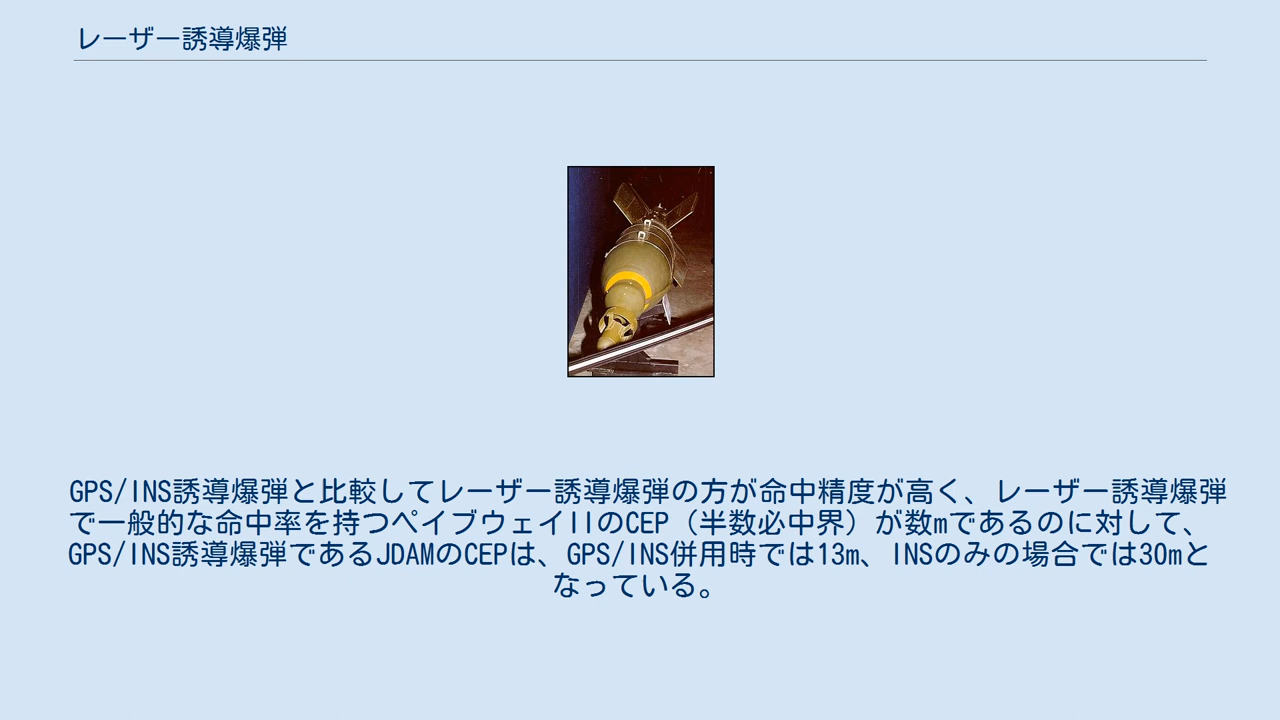 レーザー誘導爆弾
GPS/INS誘導爆弾と比較してレーザー誘導爆弾の方が命中精度が高く、レーザー誘導爆弾
で一般的な命中率を持つペイブウェイIIのCEP（半数必中界）が数mであるのに対して、
GPS/INS誘導爆弾であるJDAMのCEPは、GPS/INS併用時では13m、INSのみの場合では30mと
なっている。